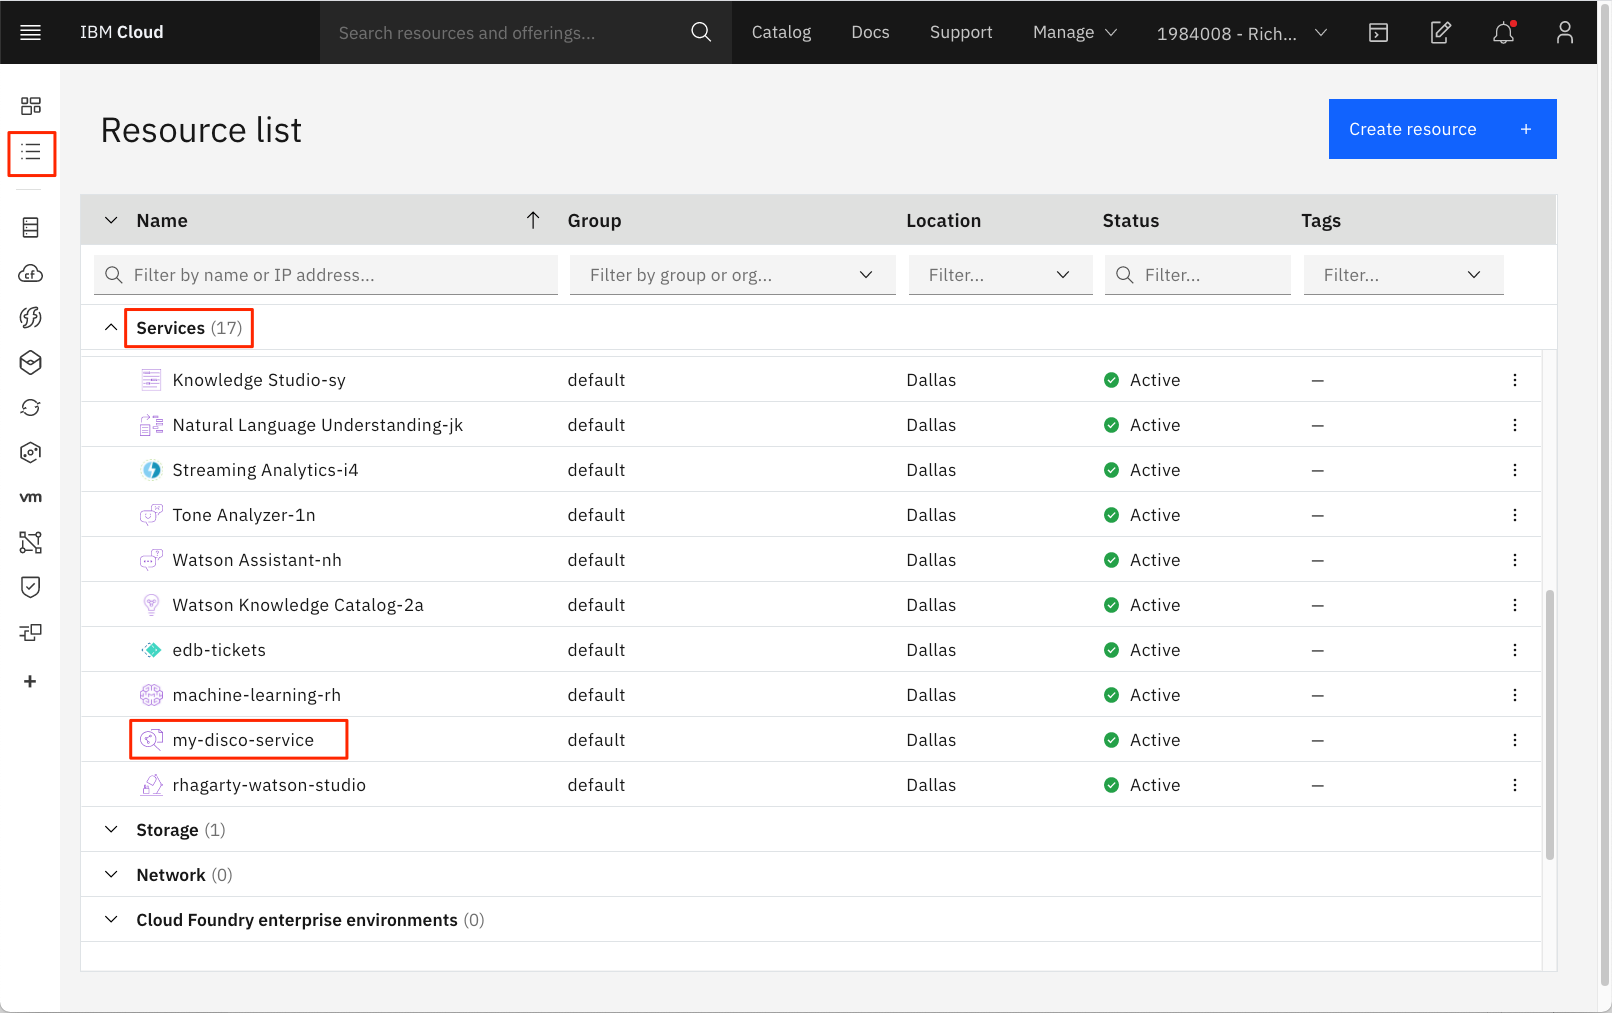 IBM Cloud
Search resources and offerings...
Catalog
Docs
Support
Manage
1984008 - Rich...
Resource list
Create resource +
Name Group Location Status Tags
Filter by name or IP address... Filter by group or org... Filter... Filter... Filter...
Services (17)
Knowledge Studio-sy default Dallas Active —
Natural Language Understanding-jk default Dallas Active —
Streaming Analytics-i4 default Dallas Active —
Tone Analyzer-1n default Dallas Active —
Watson Assistant-nh default Dallas Active —
vm
Watson Knowledge Catalog-2a default Dallas Active —
edb-tickets default Dallas Active —
machine-learning-rh default Dallas Active —
my-disco-service default Dallas Active —
rhagarty-watson-studio default Dallas Active —
Storage (1)
Network (0)
Cloud Foundry enterprise environments (0)